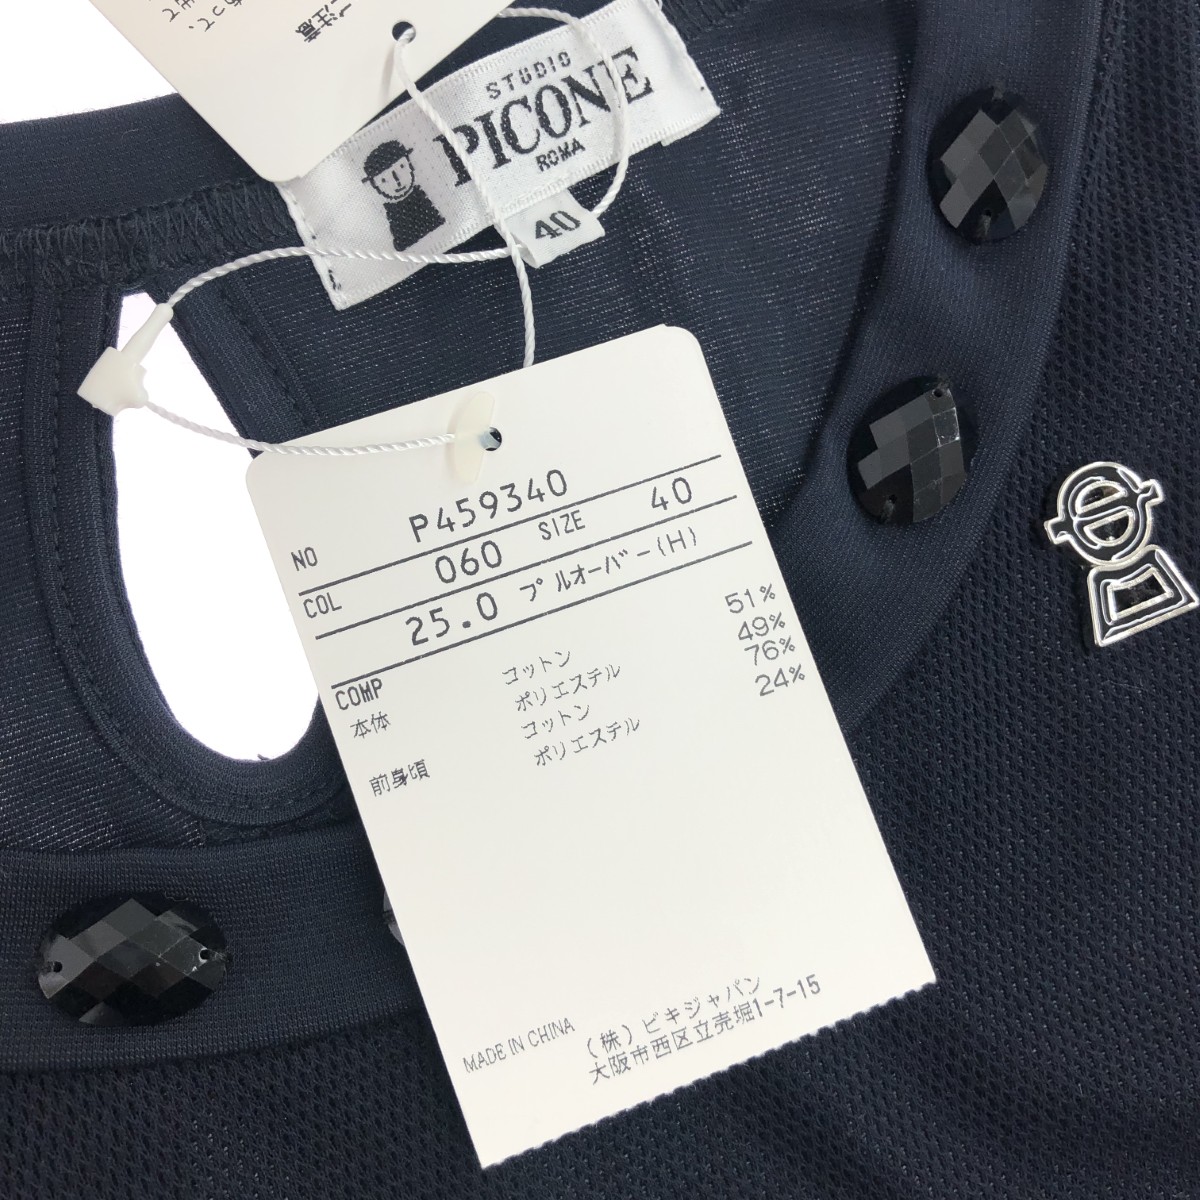 ご注意
STUDIO
PICONE
ROMA
40
NO P459340
COL 060 SIZE 40
25.0 プルオーバー(H)
COMP
本体 コットン 51%
ポリエステル 49%
前身頃 コットン 76%
ポリエステル 24%
MADE IN CHINA
(株)ビキジャパン
大阪市西区立売堀1-7-15